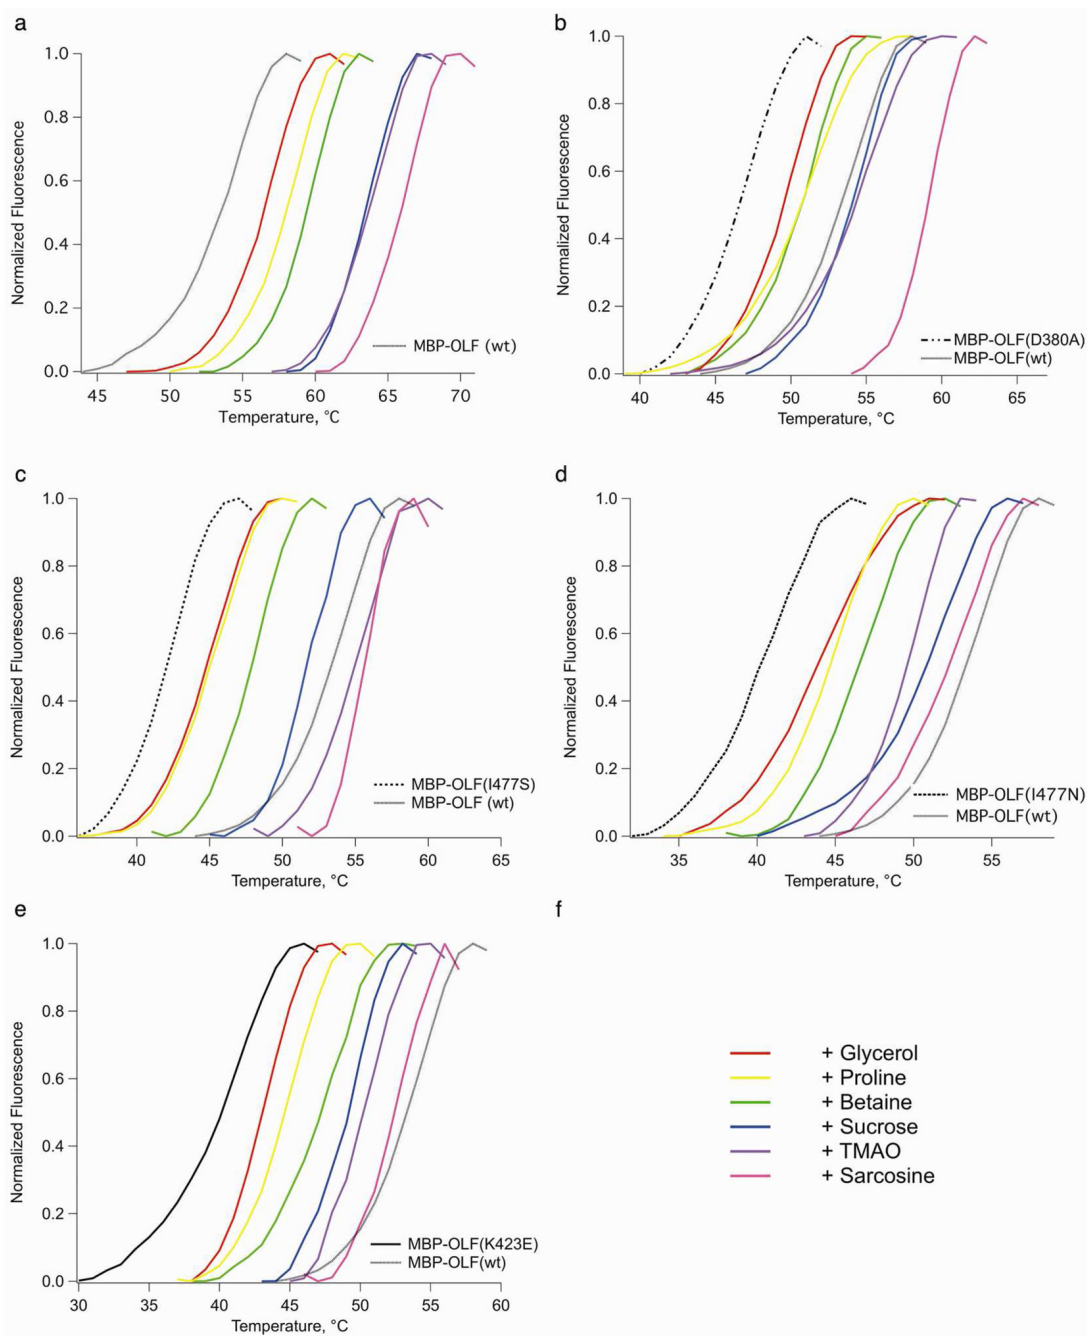 a
1.0
0.8
0.6
0.4
0.2
0.0
Normalized Fluorescence
45 50 55 60 65 70
Temperature, °C
MBP-OLF (wt)
b
1.0
0.8
0.6
0.4
0.2
0.0
Normalized Fluorescence
40 45 50 55 60 65
Temperature, °C
MBP-OLF(D380A)
MBP-OLF(wt)
c
1.0
0.8
0.6
0.4
0.2
0.0
Normalized Fluorescence
40 45 50 55 60 65
Temperature, °C
MBP-OLF(I477S)
MBP-OLF (wt)
d
1.0
0.8
0.6
0.4
0.2
0.0
Normalized Fluorescence
35 40 45 50 55
Temperature, °C
MBP-OLF(I477N)
MBP-OLF(wt)
e
1.0
0.8
0.6
0.4
0.2
0.0
Normalized Fluorescence
30 35 40 45 50 55 60
Temperature, °C
MBP-OLF(K423E)
MBP-OLF(wt)
f
+ Glycerol
+ Proline
+ Betaine
+ Sucrose
+ TMAO
+ Sarcosine